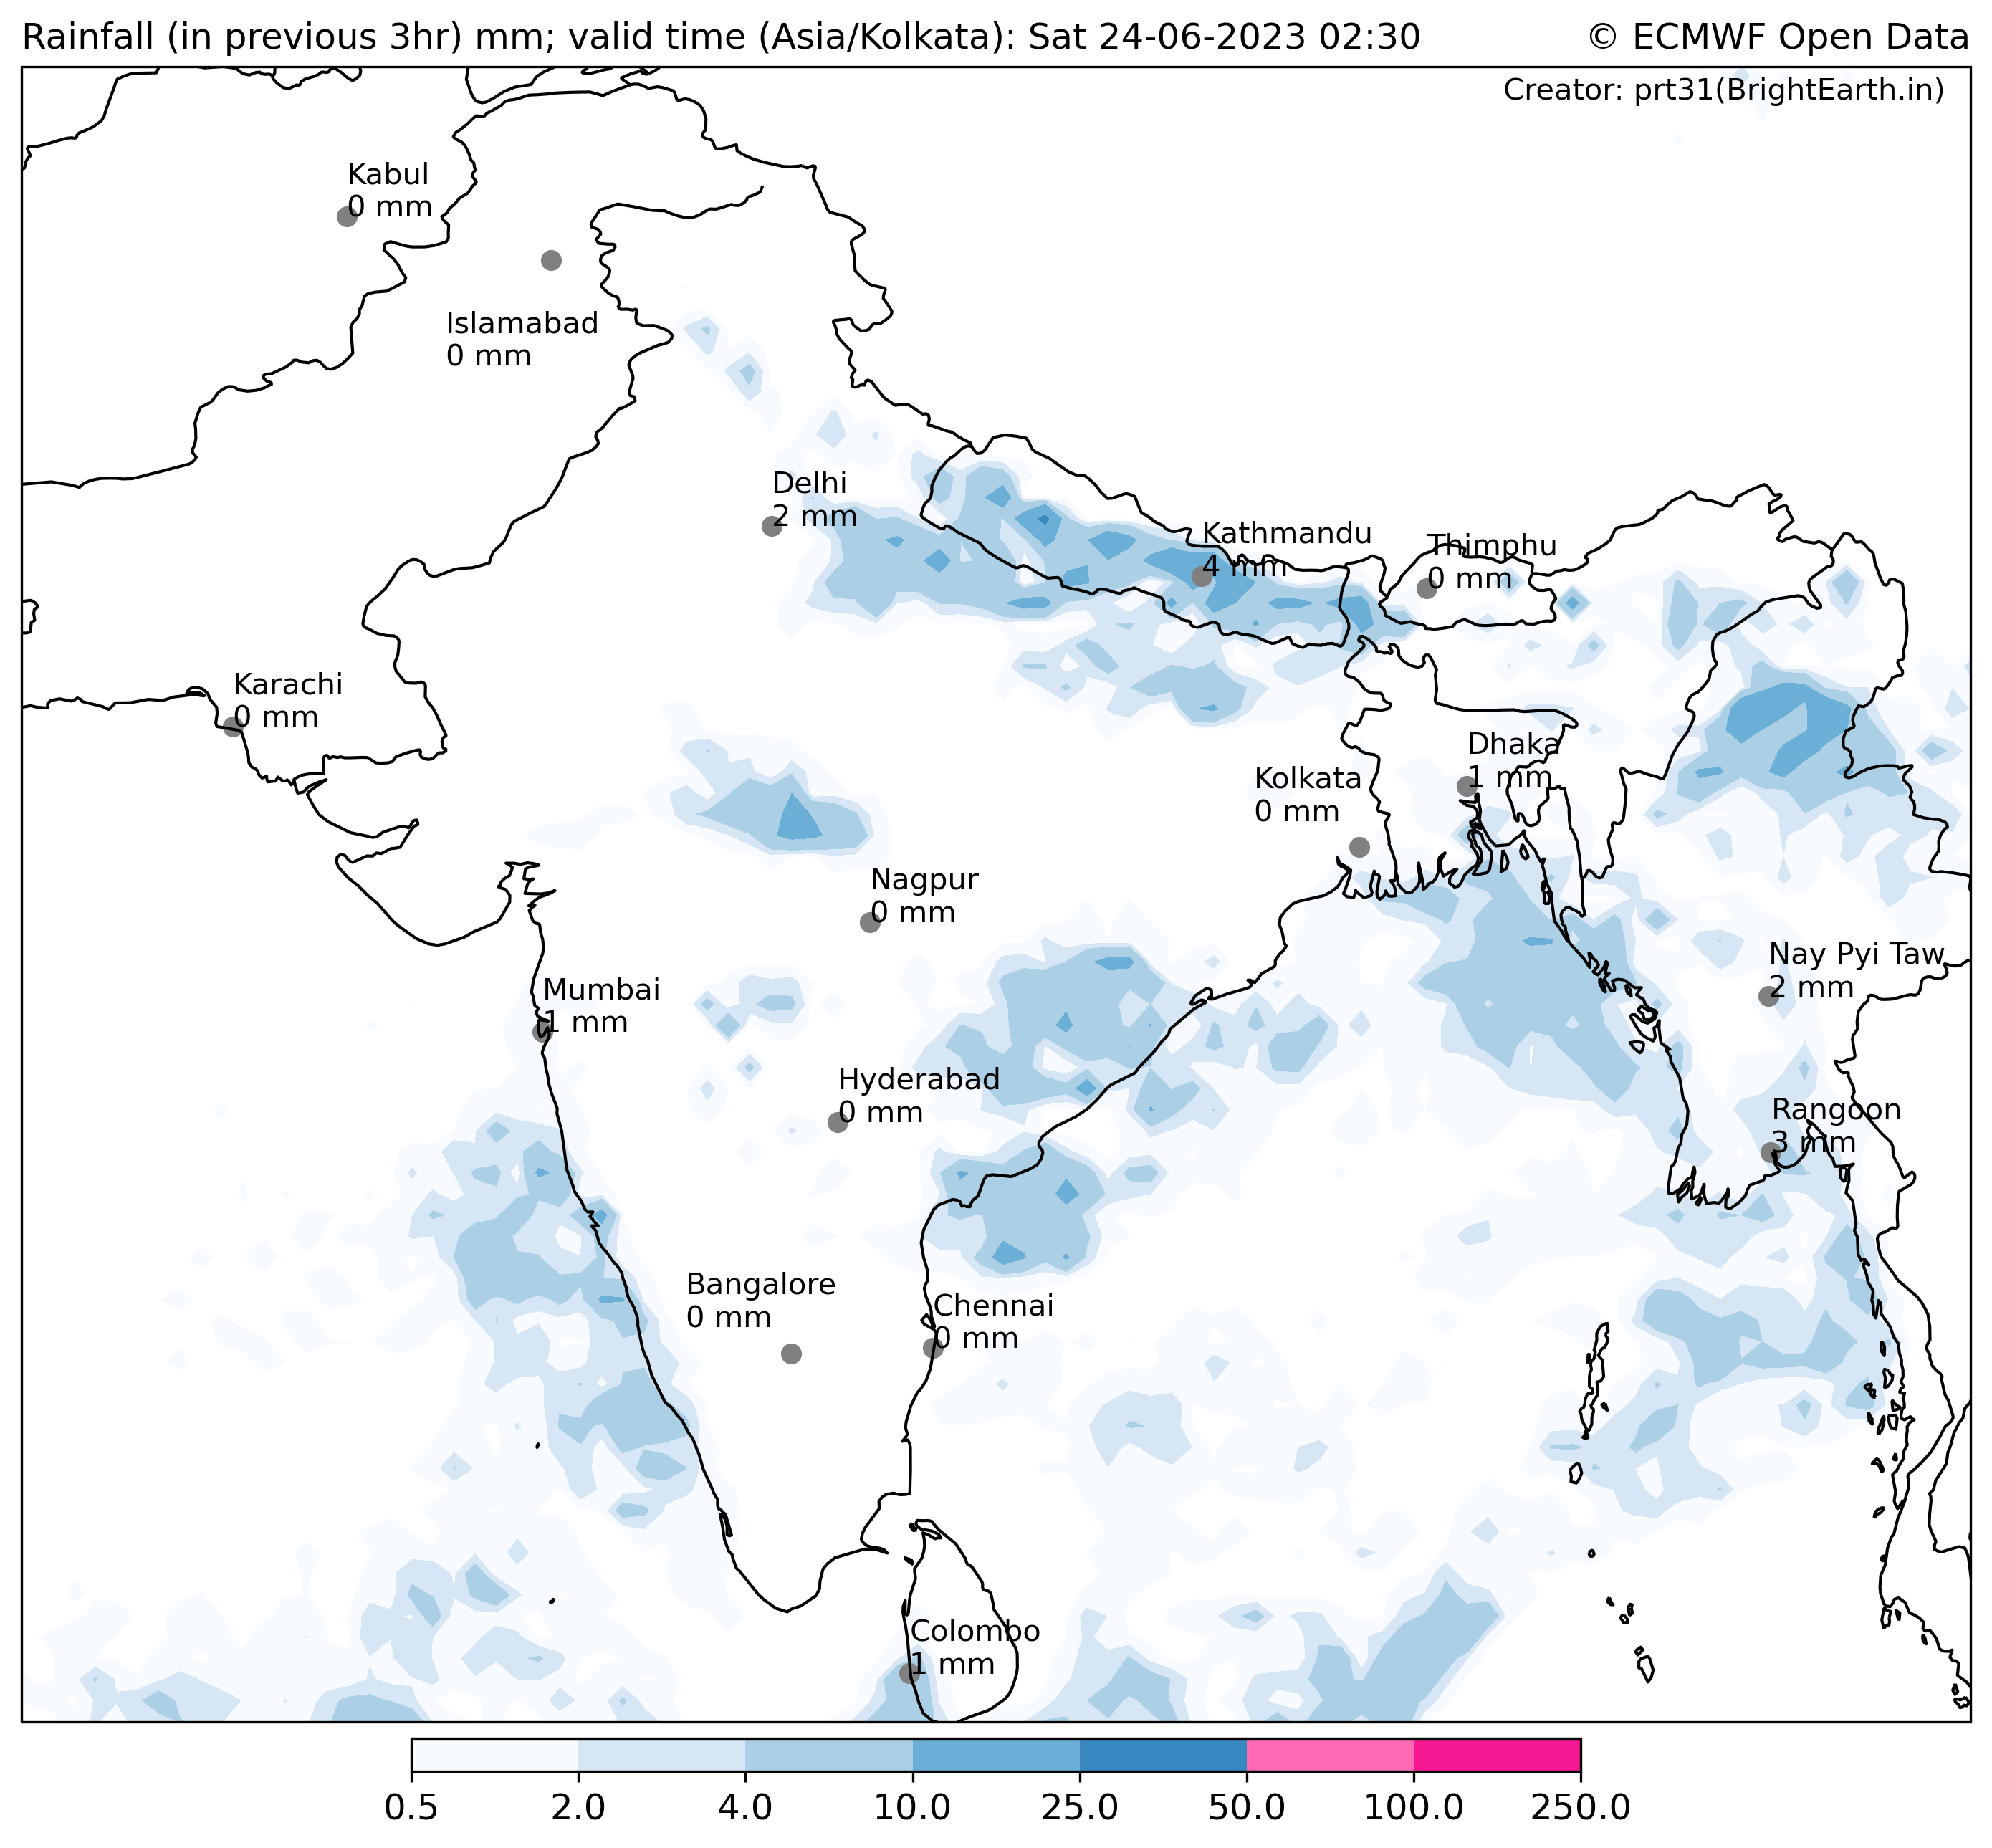 Rainfall (in previous 3hr) mm; valid time (Asia/Kolkata): Sat 24-06-2023 02:30
© ECMWF Open Data
Creator: prt31(BrightEarth.in)
Kabul
0 mm
Islamabad
0 mm
Delhi
2 mm
Kathmandu
4 mm
Thimphu
0 mm
Karachi
0 mm
Dhaka
1 mm
Kolkata
0 mm
Nagpur
0 mm
Nay Pyi Taw
2 mm
Mumbai
1 mm
Hyderabad
0 mm
Rangoon
3 mm
Bangalore
0 mm
Chennai
0 mm
Colombo
1 mm
0.5 2.0 4.0 10.0 25.0 50.0 100.0 250.0